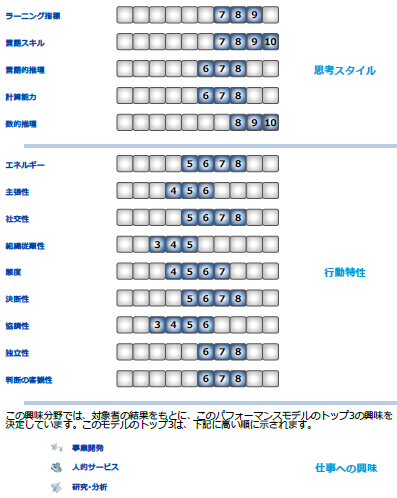 ラーニング指標 7 8 9
言語スキル 7 8 9 10
言語的推理 6 7 8
思考スタイル
計算能力 6 7 8
数的推理 8 9 10
エネルギー 5 6 7 8
主張性 4 5 6
社交性 5 6 7 8
組織従順性 3 4 5
態度 4 5 6 7
行動特性
決断性 5 6 7 8
協調性 3 4 5 6
独立性 6 7 8
判断の客観性 6 7 8
この興味分野では、対象者の結果をもとに、このパフォーマンスモデルのトップ3の興味を
決定しています。このモデルのトップ3は、下記に高い順に示されます。
事業開発
人的サービス
仕事への興味
研究・分析